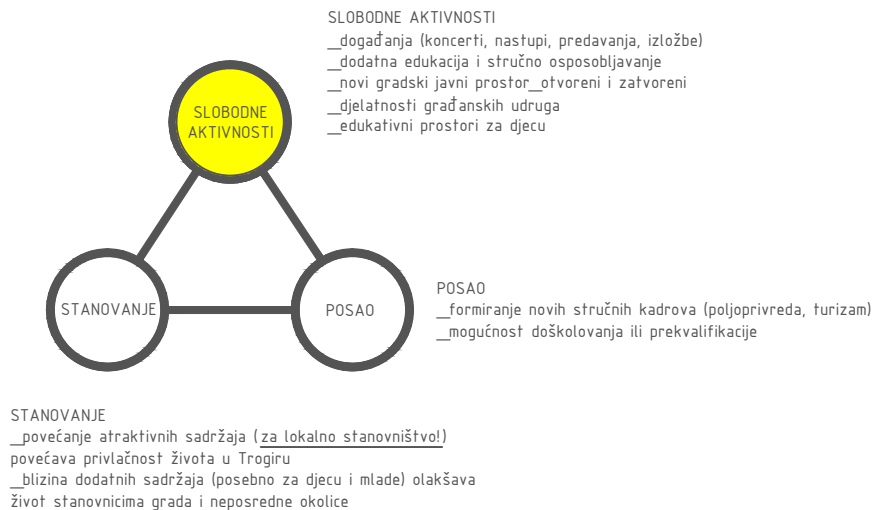 SLOBODNE AKTIVNOSTI
__događanja (koncerti, nastupi, predavanja, izložbe)
__dodatna edukacija i stručno osposobljavanje
__novi gradski javni prostor__otvoreni i zatvoreni
__djelatnosti građanskih udruga
__edukativni prostori za djecu
SLOBODNE
AKTIVNOSTI
STANOVANJE
POSAO
POSAO
__formiranje novih stručnih kadrova (poljoprivreda, turizam)
__mogućnost doškolovanja ili prekvalifikacije
STANOVANJE
__povećanje atraktivnih sadržaja (za lokalno stanovništvo!)
povećava privlačnost života u Trogiru
__blizina dodatnih sadržaja (posebno za djecu i mlade) olakšava
život stanovnicima grada i neposredne okolice